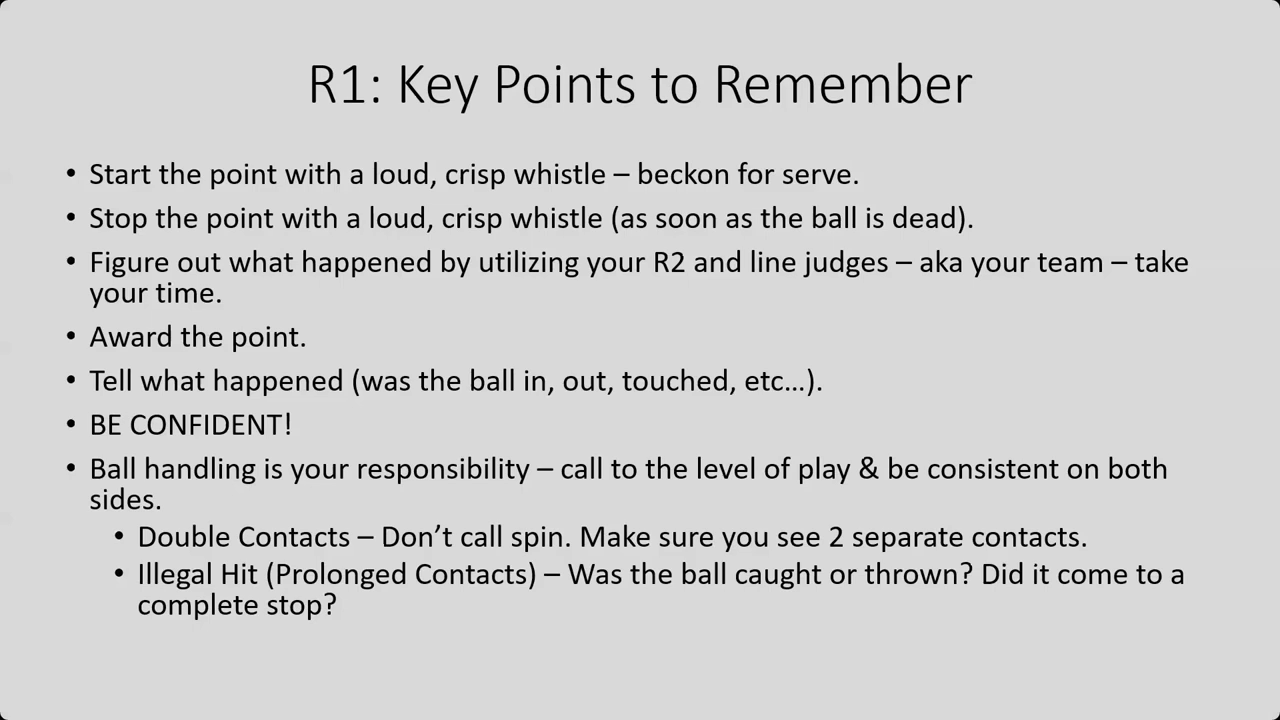 R1: Key Points to Remember
• Start the point with a loud, crisp whistle – beckon for serve.
• Stop the point with a loud, crisp whistle (as soon as the ball is dead).
• Figure out what happened by utilizing your R2 and line judges – aka your team – take
your time.
• Award the point.
• Tell what happened (was the ball in, out, touched, etc…).
• BE CONFIDENT!
• Ball handling is your responsibility – call to the level of play & be consistent on both
sides.
• Double Contacts – Don’t call spin. Make sure you see 2 separate contacts.
• Illegal Hit (Prolonged Contacts) – Was the ball caught or thrown? Did it come to a
complete stop?